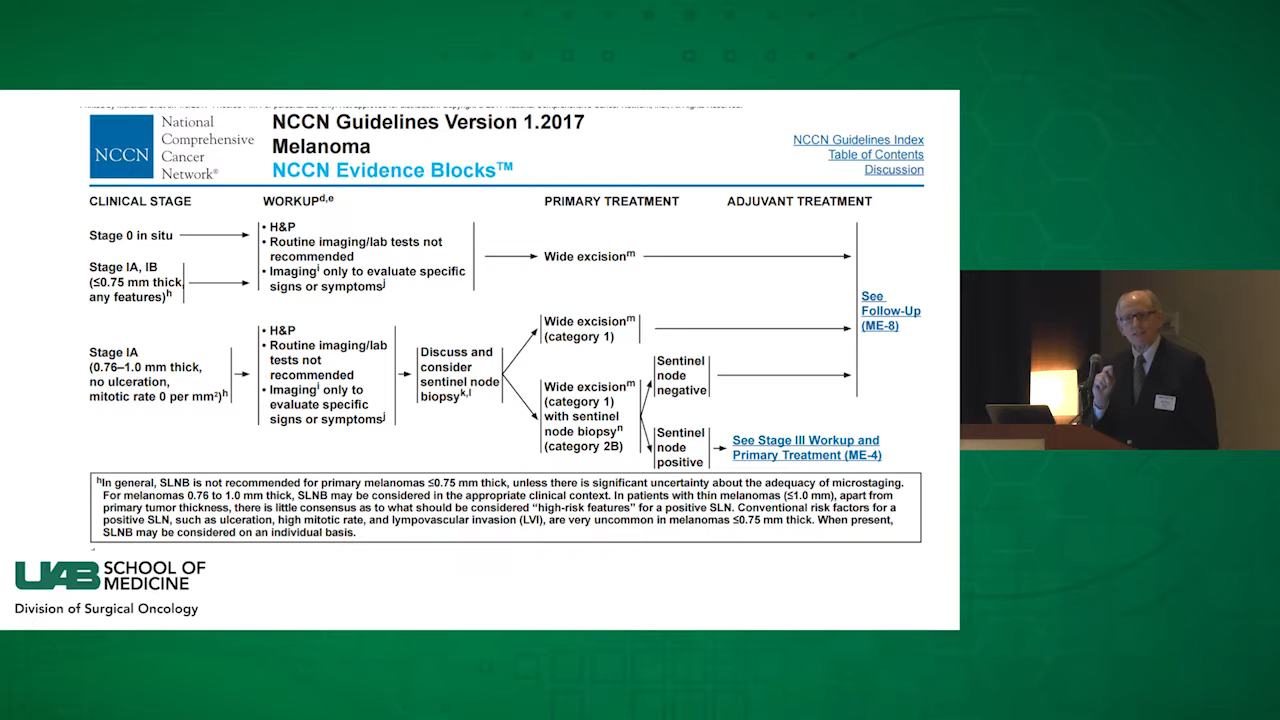 NCCN
National
Comprehensive
Cancer
Network®
NCCN Guidelines Version 1.2017
Melanoma
NCCN Evidence Blocks™
NCCN Guidelines Index
Table of Contents
Discussion
CLINICAL STAGE
WORKUPd,e
PRIMARY TREATMENT
ADJUVANT TREATMENT
Stage 0 in situ
Stage IA, IB
(≤0.75 mm thick,
any features)h
• H&P
• Routine imaging/lab tests not
recommended
• Imagingi only to evaluate specific
signs or symptomsj
Wide excisionm
See
Follow-Up
(ME-8)
Stage IA
(0.76–1.0 mm thick,
no ulceration,
mitotic rate 0 per mm²)h
• H&P
• Routine imaging/lab
tests not
recommended
• Imagingi only to
evaluate specific
signs or symptomsj
Discuss and
consider
sentinel node
biopsyk,l
Wide excisionm
(category 1)
Wide excisionm
(category 1)
with sentinel
node biopsyn
(category 2B)
Sentinel
node
negative
Sentinel
node
positive
See Stage III Workup and
Primary Treatment (ME-4)
hIn general, SLNB is not recommended for primary melanomas ≤0.75 mm thick, unless there is significant uncertainty about the adequacy of microstaging.
For melanomas 0.76 to 1.0 mm thick, SLNB may be considered in the appropriate clinical context. In patients with thin melanomas (≤1.0 mm), apart from
primary tumor thickness, there is little consensus as to what should be considered “high-risk features” for a positive SLN. Conventional risk factors for a
positive SLN, such as ulceration, high mitotic rate, and lympovascular invasion (LVI), are very uncommon in melanomas ≤0.75 mm thick. When present,
SLNB may be considered on an individual basis.
UAB SCHOOL OF
MEDICINE
Division of Surgical Oncology